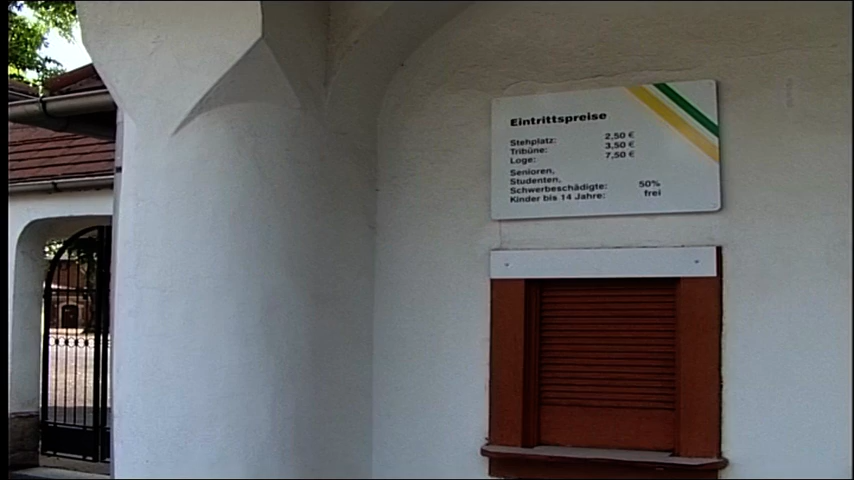 Eintrittspreise
Stehplatz: 2,50 €
Tribüne: 3,50 €
Loge: 7,50 €
Senioren,
Studenten,
Schwerbeschädigte: 50%
Kinder bis 14 Jahre: frei